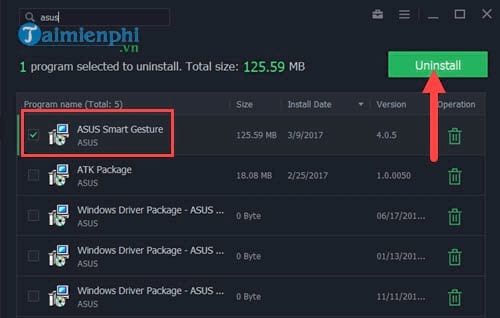 asus
Taimienphi
.vn
1 program selected to uninstall. Total size: 125.59 MB
Uninstall
Program name (Total: 5) Size Install Date Version Operation
ASUS Smart Gesture
ASUS
125.59 MB 3/9/2017 4.0.5
ATK Package
ASUS
18.08 MB 2/25/2017 1.0.0050
Windows Driver Package - ASUS ...
ASUS
0 Byte 06/17/201...
Windows Driver Package - ASUS ...
ASUS
0 Byte 01/13/201...
Windows Driver Package - ASUS ...
ASUS
0 Byte 11/11/201...